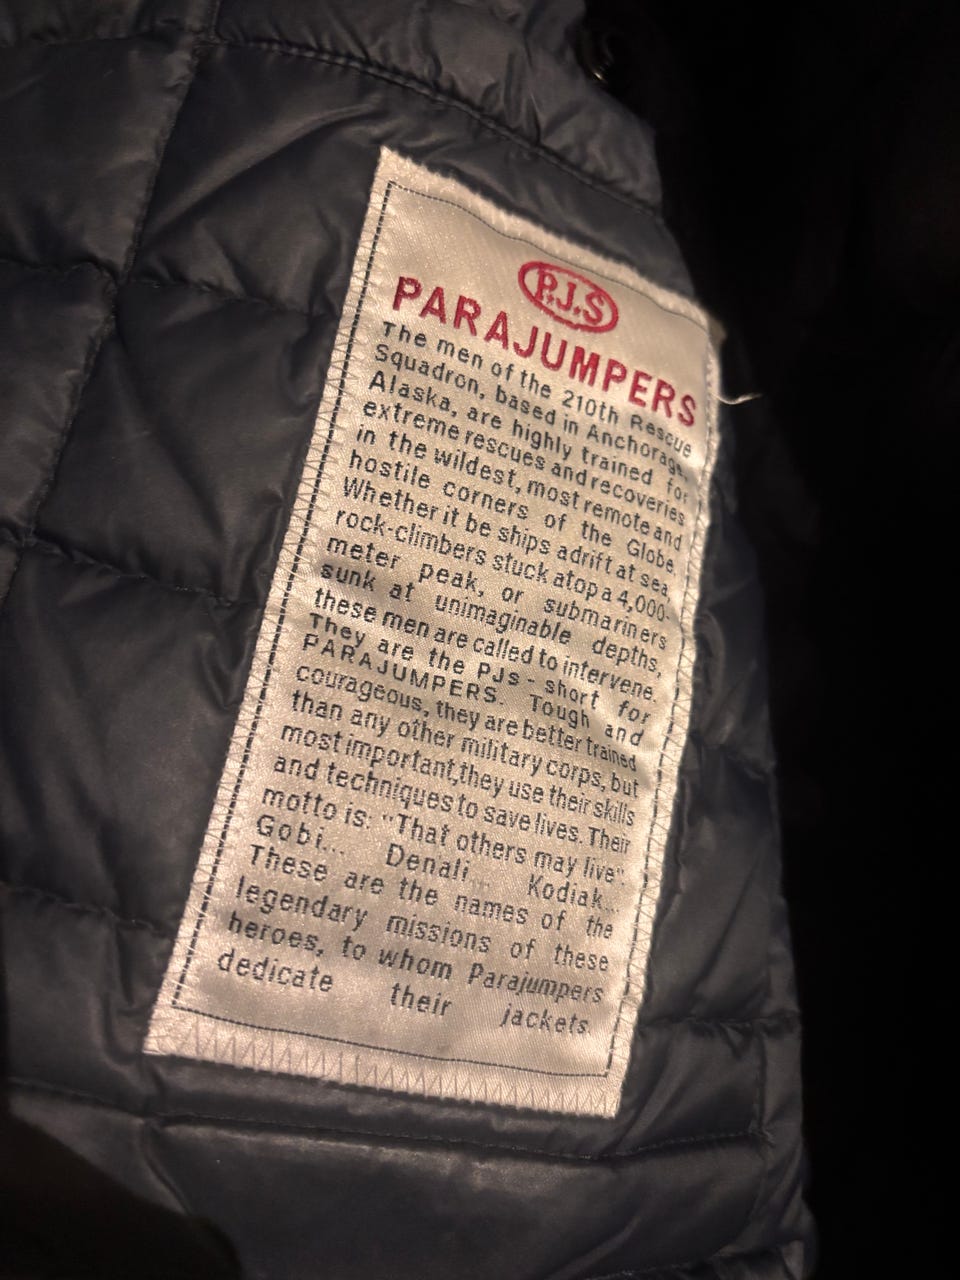 P.J.S
PARAJUMPERS
The men of the 210th Rescue
Squadron, based in Anchorage,
Alaska, are highly trained for
extreme rescues and recoveries
in the wildest, most remote and
hostile corners of the Globe.
Whether it be ships adrift at sea,
rock-climbers stuck atop a 4,000-
meter peak, or submariners
sunk at unimaginable depths,
these men are called to intervene.
They are the PJs - short for
PARAJUMPERS. Tough and
courageous, they are better trained
than any other military corps, but
most important,they use their skills
and techniques to save lives. Their
motto is: "That others may live".
Gobi... Denali... Kodiak...
These are the names of the
legendary missions of these
heroes, to whom Parajumpers
dedicate their jackets.